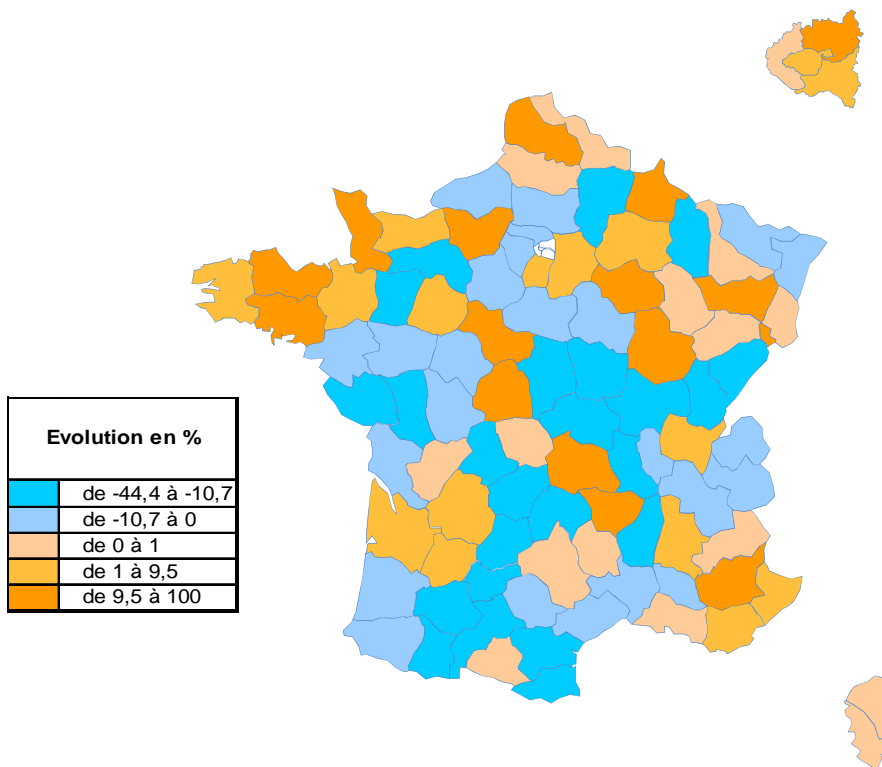 Evolution en %
de -44,4 à -10,7
de -10,7 à 0
de 0 à 1
de 1 à 9,5
de 9,5 à 100